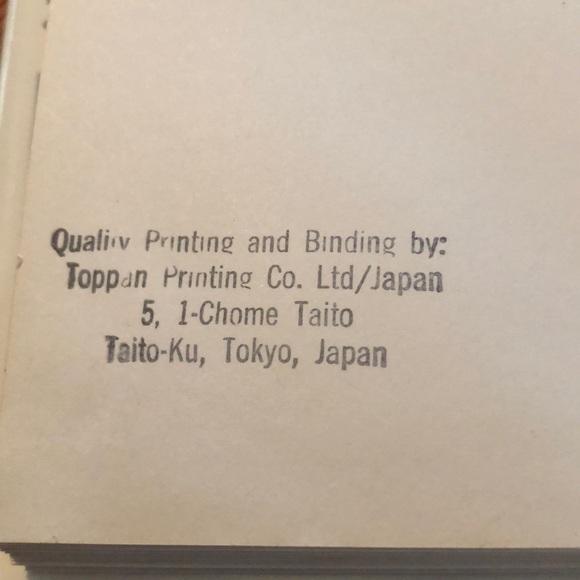 Quality Printing and Binding by:
Toppan Printing Co. Ltd/Japan
5, 1-Chome Taito
Taito-Ku, Tokyo, Japan